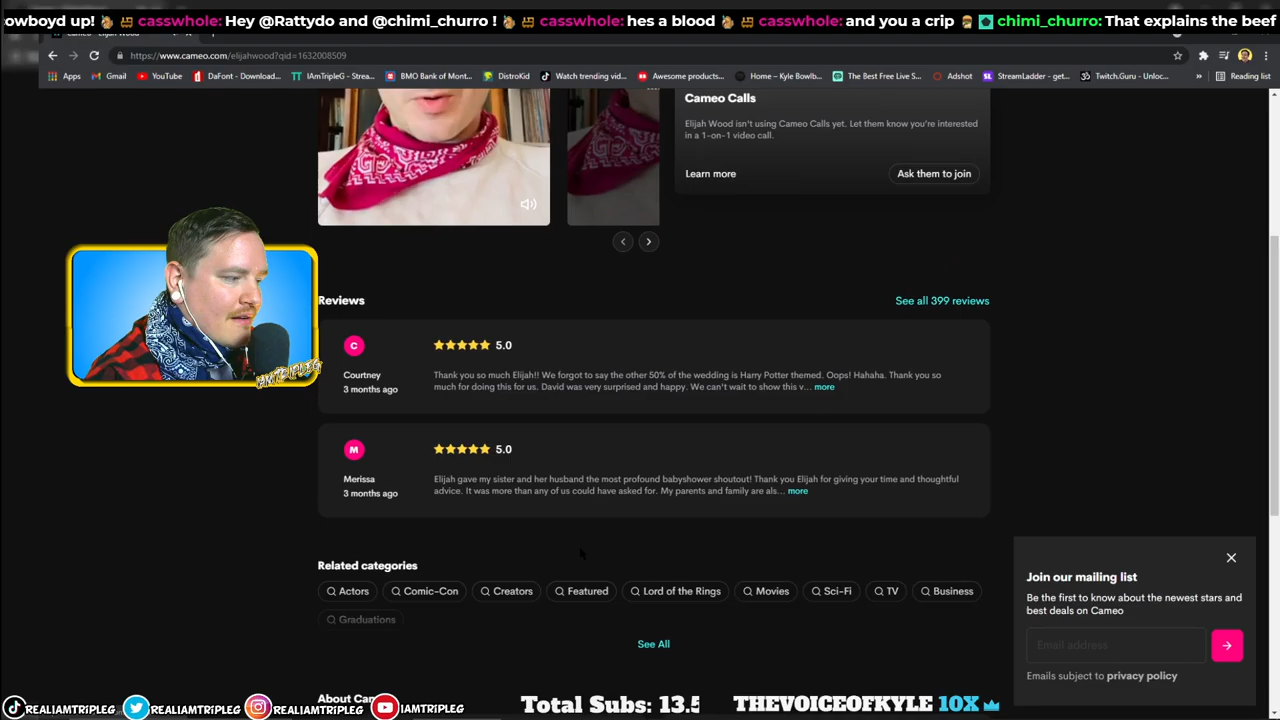 owboyd up! casswhole: Hey @Rattydo and @chimi_churro ! casswhole: hes a blood casswhole: and you a crip chimi_churro: That explains the beef
https://www.cameo.com/elijahwood?qid=1632008509
Apps Gmail YouTube DaFont - Download... IAmTripleG - Strea... BMO Bank of Mont... DistroKid Watch trending vid... Awesome products... Home – Kyle Bowlb... The Best Free Live S... Adshot StreamLadder - get... Twitch.Guru - Unloc... » Reading list
Cameo Calls
Elijah Wood isn't using Cameo Calls yet. Let them know you're interested
in a 1-on-1 video call.
Learn more Ask them to join
Reviews See all 399 reviews
C 5.0
Courtney
3 months ago
Thank you so much Elijah!! We forgot to say the other 50% of the wedding is Harry Potter themed. Oops! Hahaha. Thank you so
much for doing this for us. David was very surprised and happy. We can't wait to show this v... more
M 5.0
Merissa
3 months ago
Elijah gave my sister and her husband the most profound babyshower shoutout! Thank you Elijah for giving your time and thoughtful
advice. It was more than any of us could have asked for. My parents and family are als... more
IAMTRIPLEG
Related categories
Actors Comic-Con Creators Featured Lord of the Rings Movies Sci-Fi TV Business
Graduations
See All
Join our mailing list
Be the first to know about the newest stars and
best deals on Cameo
Email address
Emails subject to privacy policy
About Cam
REALIAMTRIPLEG REALIAMTRIPLEG REALIAMTRIPLEG IAMTRIPLEG Total Subs: 13.5 THEVOICEOFKYLE 10X